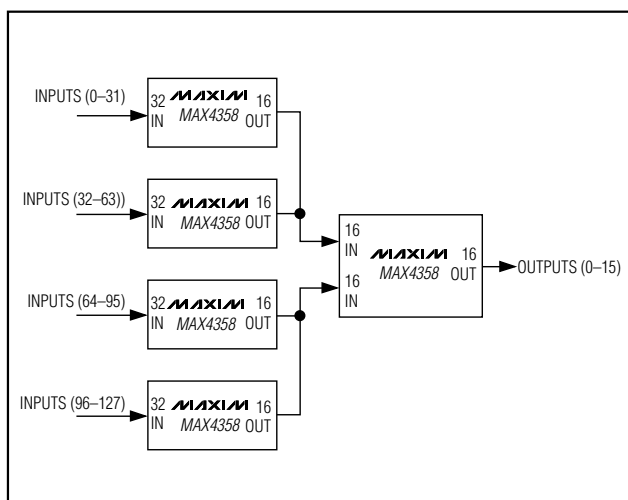 INPUTS (0–31)
32 MAXIM 16
IN MAX4358 OUT
INPUTS (32–63))
32 MAXIM 16
IN MAX4358 OUT
16
IN MAXIM 16
16 MAX4358 OUT
IN
OUTPUTS (0–15)
INPUTS (64–95)
32 MAXIM 16
IN MAX4358 OUT
INPUTS (96–127)
32 MAXIM 16
IN MAX4358 OUT